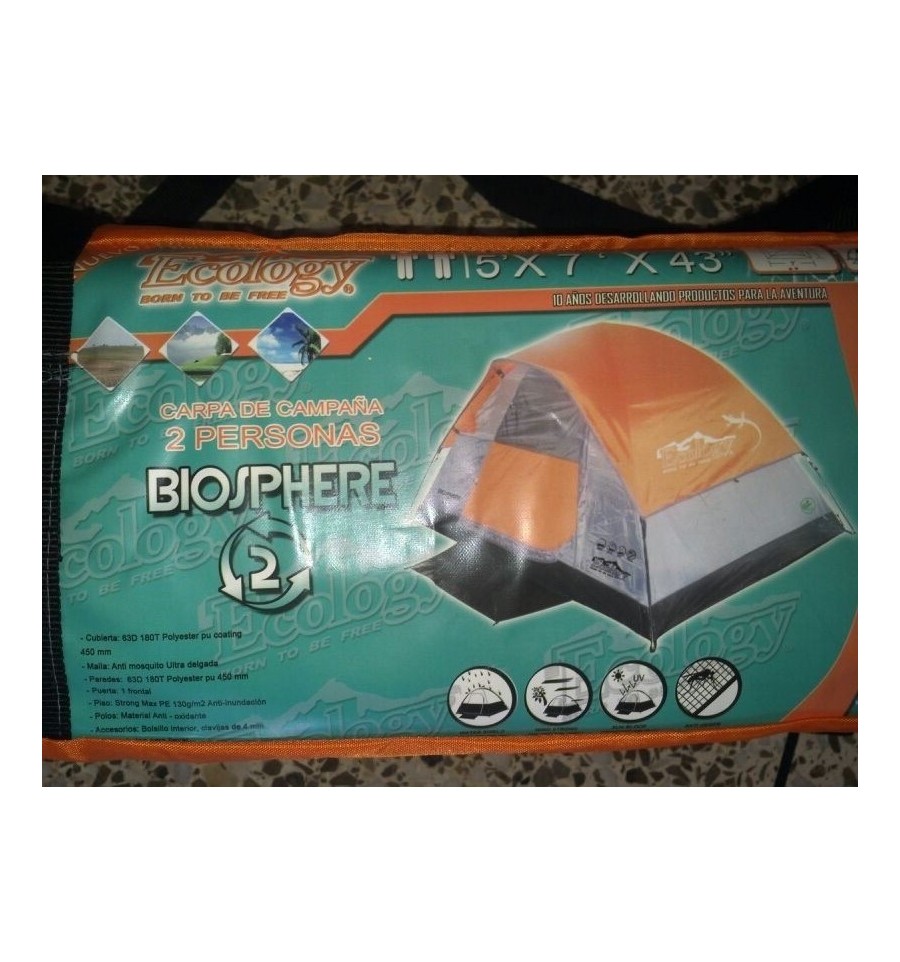 Ecology
BORN TO BE FREE
5' X 7' X 43"
10 AÑOS DESARROLLANDO PRODUCTOS PARA LA AVENTURA
CARPA DE CAMPAÑA
2 PERSONAS
BIOSPHERE
2
- Cubierta: 63D 180T Polyester pu coating
450 mm
- Malla: Anti mosquito Ultra delgada
- Paredes: 63D 180T Polyester pu 450 mm
- Puerta: 1 frontal
- Piso: Strong Max PE 130g/m2 Anti-inundación
- Polos: Material Anti - oxidante
- Accesorios: Bolsillo interior, clavijas de 4 mm